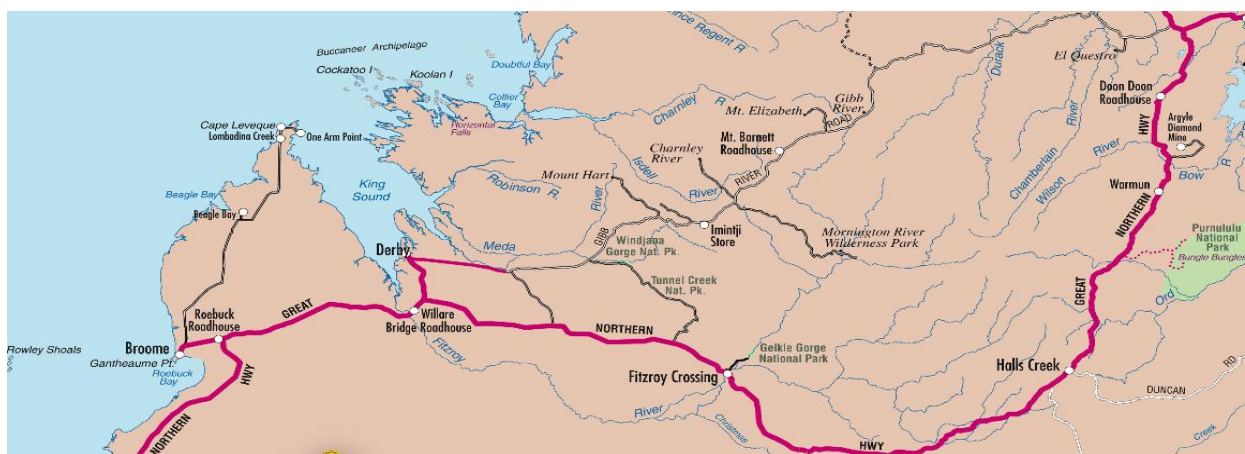 Prince Regent R
Buccaneer Archipelago
Cockatoo I
Koolan I
Doubtful Bay
Collier
Bay
Durack
River
El Questro
Doon Doon
Roadhouse
HWY
Argyle
Diamond
Mine
Charnley
R
Mt. Elizabeth
Gibb
River
ROAD
Horizontal
Falls
Cape Leveque
Lombadina Creek
One Arm Point
Mt. Barnett
Roadhouse
Charnley
River
Isdell
River
RIVER
Chamberlain
River
Wilson
River
Bow
R
Warmun
NORTHERN
King
Sound
Robinson R.
Mount Hart
River
Beagle Bay
Beagle Bay
Imintji
Store
Mornington River
Wilderness Park
Purnululu
National
Park
Bungle Bungles
Derby
Meda
GIBB
Windjana
Gorge Nat. Pk.
Tunnel Creek
Nat. Pk.
Ord
GREAT
Roebuck
Roadhouse
GREAT
Willare
Bridge Roadhouse
NORTHERN
Rowley Shoals
Broome
Gantheaume Pt.
Roebuck
Bay
Fitzroy
River
Geikle Gorge
National Park
Fitzroy Crossing
Halls Creek
DUNCAN
RD
NORTHERN
HWY
Christmas
HWY
Creek